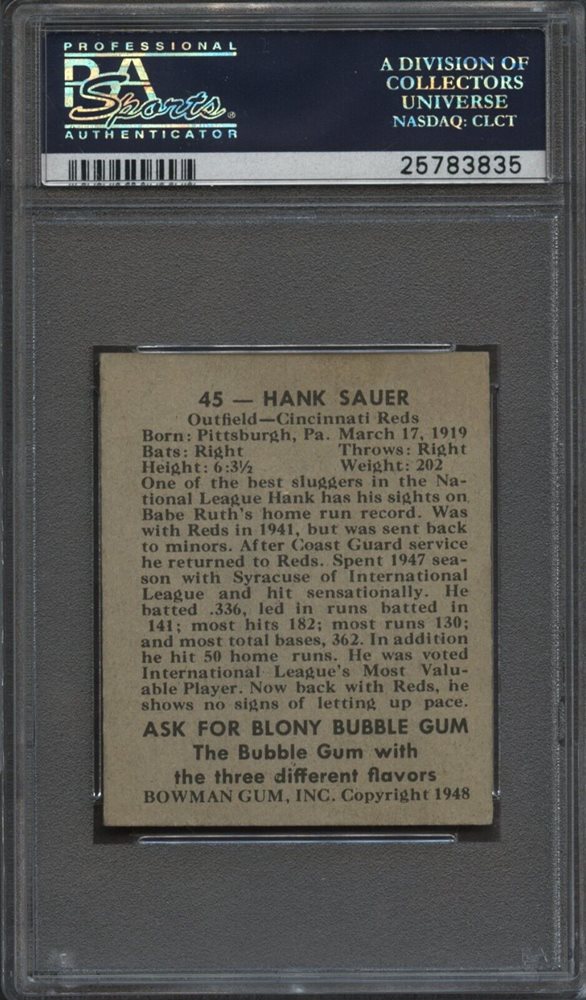 PROFESSIONAL
PSA
Sports®
AUTHENTICATOR
A DIVISION OF
COLLECTORS
UNIVERSE
NASDAQ: CLCT
25783835
45 — HANK SAUER
Outfield—Cincinnati Reds
Born: Pittsburgh, Pa. March 17, 1919
Bats: Right Throws: Right
Height: 6:3½ Weight: 202
One of the best sluggers in the Na-
tional League Hank has his sights on
Babe Ruth's home run record. Was
with Reds in 1941, but was sent back
to minors. After Coast Guard service
he returned to Reds. Spent 1947 sea-
son with Syracuse of International
League and hit sensationally. He
batted .336, led in runs batted in
141; most hits 182; most runs 130;
and most total bases, 362. In addition
he hit 50 home runs. He was voted
International League's Most Valu-
able Player. Now back with Reds, he
shows no signs of letting up pace.
ASK FOR BLONY BUBBLE GUM
The Bubble Gum with
the three different flavors
BOWMAN GUM, INC. Copyright 1948